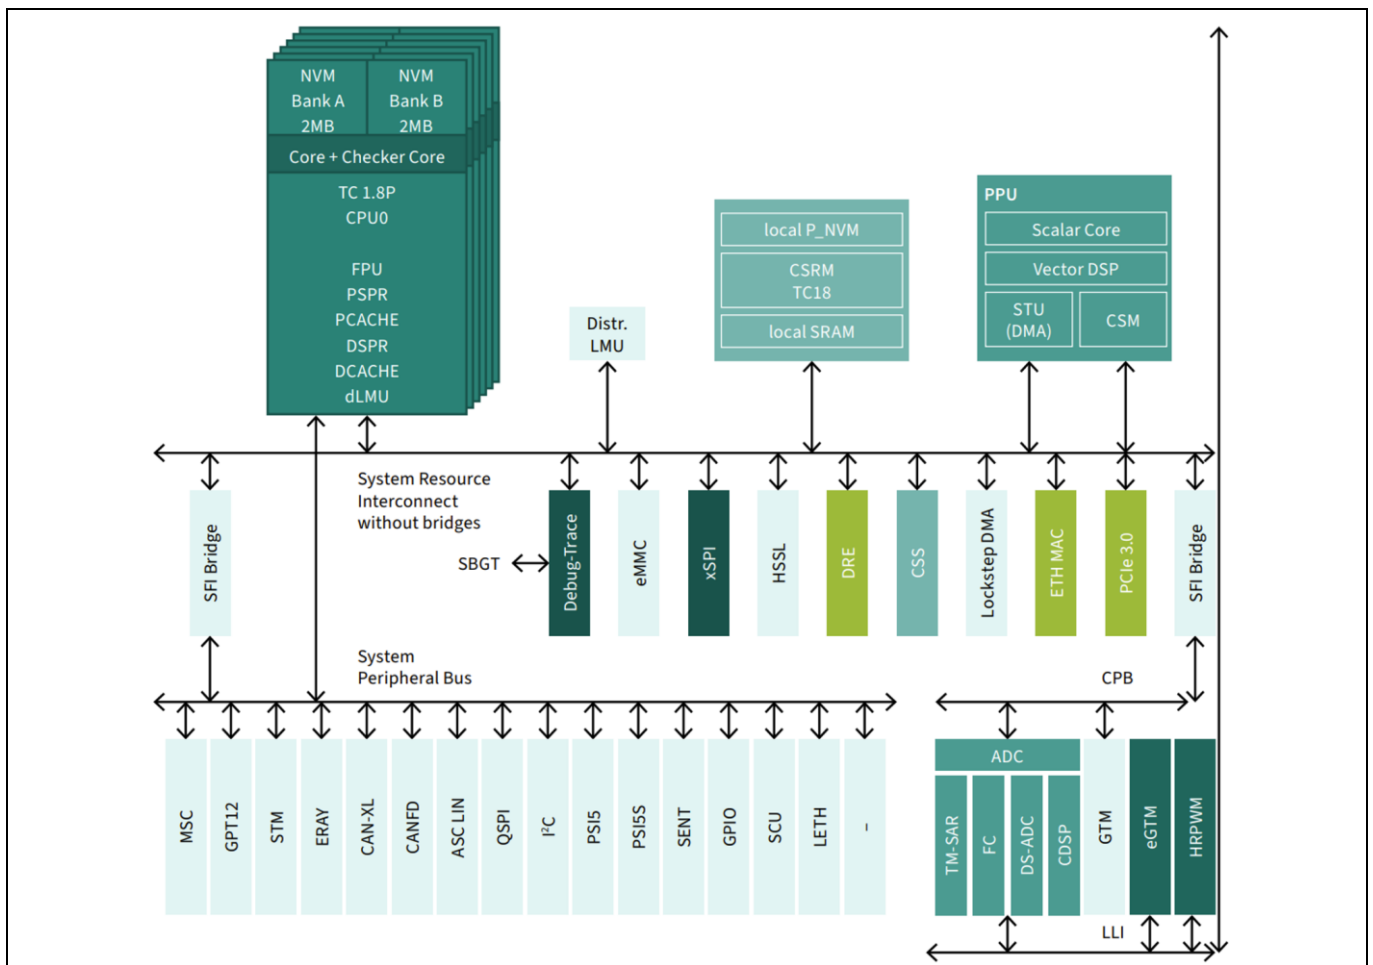 NVM
Bank A
2MB
NVM
Bank B
2MB
Core + Checker Core
TC 1.8P
CPU0
FPU
PSPR
PCACHE
DSPR
DCACHE
dLMU
Distr.
LMU
local P_NVM
CSRM
TC18
local SRAM
PPU
Scalar Core
Vector DSP
STU
(DMA)
CSM
System Resource
Interconnect
without bridges
SFI Bridge
SBGT
Debug-Trace
eMMC
xSPI
HSSL
DRE
CSS
Lockstep DMA
ETH MAC
PCIe 3.0
SFI Bridge
System
Peripheral Bus
CPB
MSC
GPT12
STM
ERAY
CAN-XL
CANFD
ASC LIN
QSPI
I²C
PSI5
PSI5S
SENT
GPIO
SCU
LETH
–
ADC
TM-SAR
FC
DS-ADC
CDSP
GTM
eGTM
HRPWM
LLI